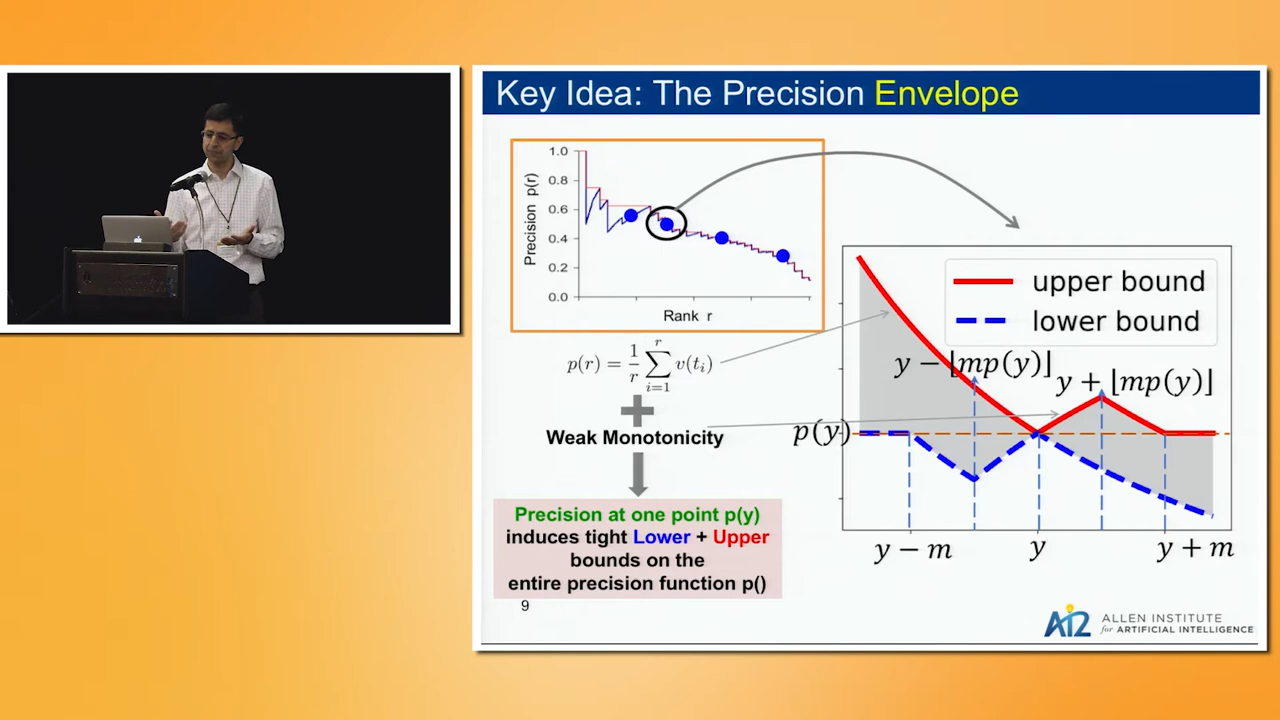 Key Idea: The Precision Envelope
1.0
0.8
0.6
0.4
0.2
0.0
Precision p(r)
Rank r
p(r) = 1/r ∑_{i=1}^{r} v(t_i)
Weak Monotonicity
Precision at one point p(y)
induces tight Lower + Upper
bounds on the
entire precision function p()
9
upper bound
lower bound
y − ⌊mp(y)⌋
y + ⌊mp(y)⌋
p(y)
y − m
y
y + m
Ai2
ALLEN INSTITUTE
for ARTIFICIAL INTELLIGENCE